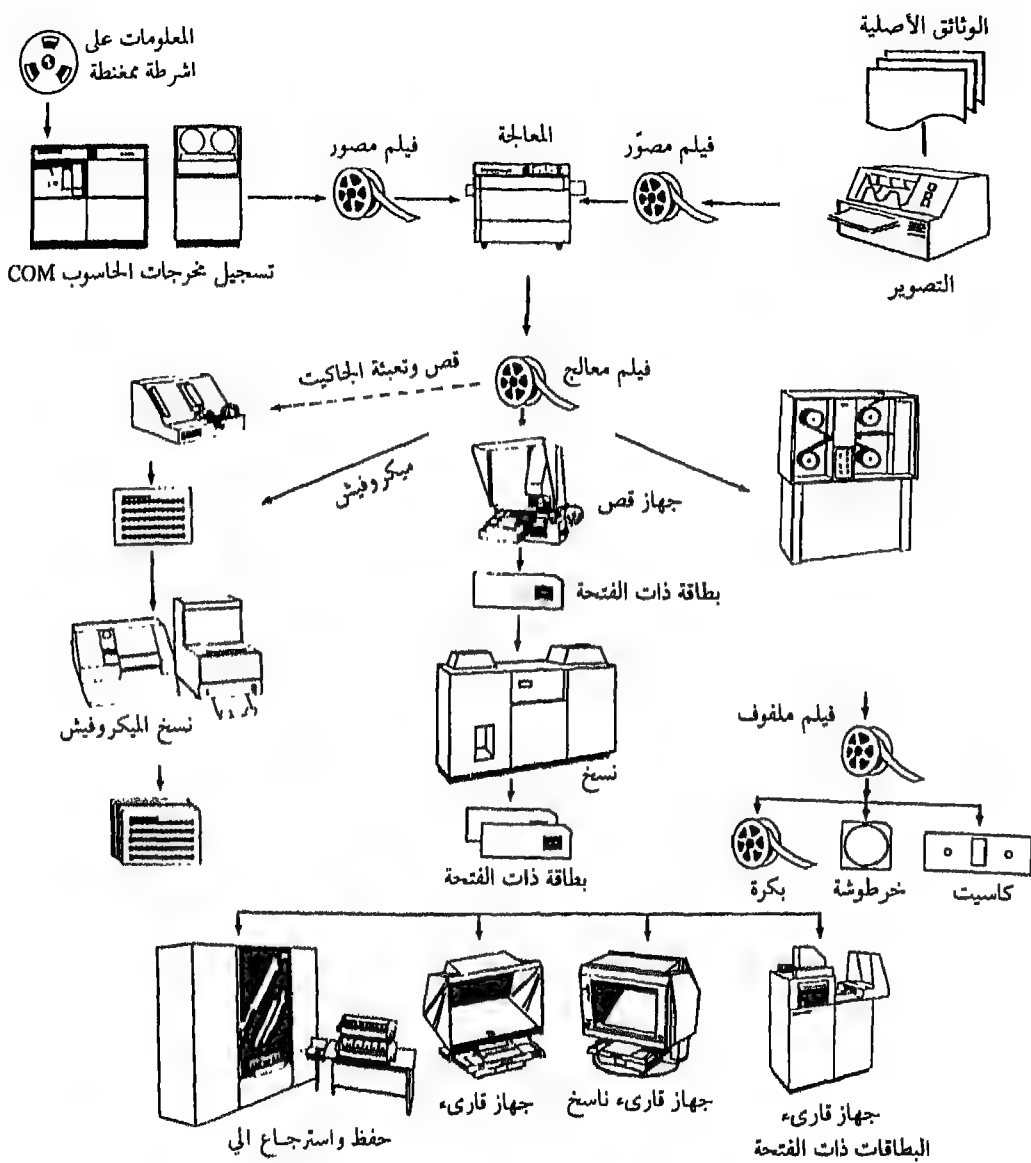 الوثائق الأصلية
المعلومات على
اشرطة ممغنطة
المعالجة
فيلم مصوّر
فيلم مصور
التصوير
تسجيل مخرجات الحاسوب COM
فيلم معالج
قص وتعبئة الجاكيت
ميكروفيش
جهاز قص
بطاقة ذات الفتحة
نسخ الميكروفيش
فيلم ملفوف
نسخ
كاسيت
خرطوشة
بكرة
بطاقة ذات الفتحة
جهاز قارىء
البطاقات ذات الفتحة
جهاز قارىء ناسخ
جهاز قارىء
حفظ واسترجاع الي